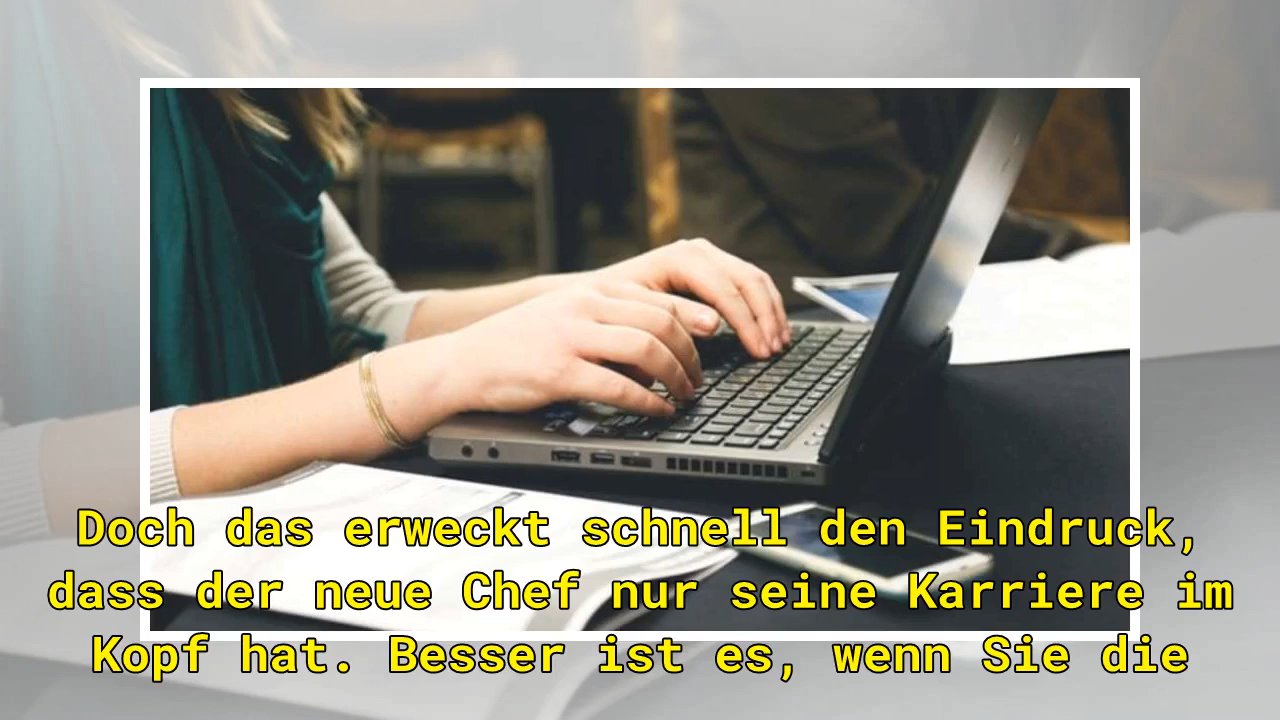 Doch das erweckt schnell den Eindruck,
dass der neue Chef nur seine Karriere im
Kopf hat. Besser ist es, wenn Sie die